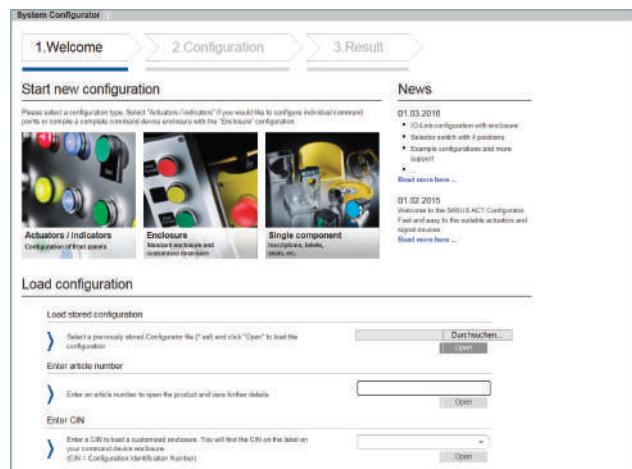 System Configurator
1.Welcome
2.Configuration
3.Result
Start new configuration
Please select a configuration type. Select "Actuators / indicators" if you would like to configure individual command
points or compile a complete command device enclosure with the "Enclosure" configuration.
Actuators / Indicators
Configuration of front panels
Enclosure
Standard enclosure and
customized enclosure
Single component
Inscriptions, labels,
News
01.03.2016
IO-Link configuration with enclosure
Selector switch with 4 positions
Example configurations and more
support
...
Read more here ...
01.02.2015
Welcome to the SIRIUS ACT Configurator
Fast and easy to the suitable actuators and
signal devices.
Read more here ...
Load configuration
Load stored configuration
Select a previously stored Configurator file and click "Open" to load the
configuration
Durchsuchen...
Open
Enter article number
Enter an article number to open the product and view further details
Open
Enter CIN
Enter a CIN to load a customized enclosure. You will find the CIN on the label on
your command device enclosure.
(CIN = Configuration Identification Number)
Open